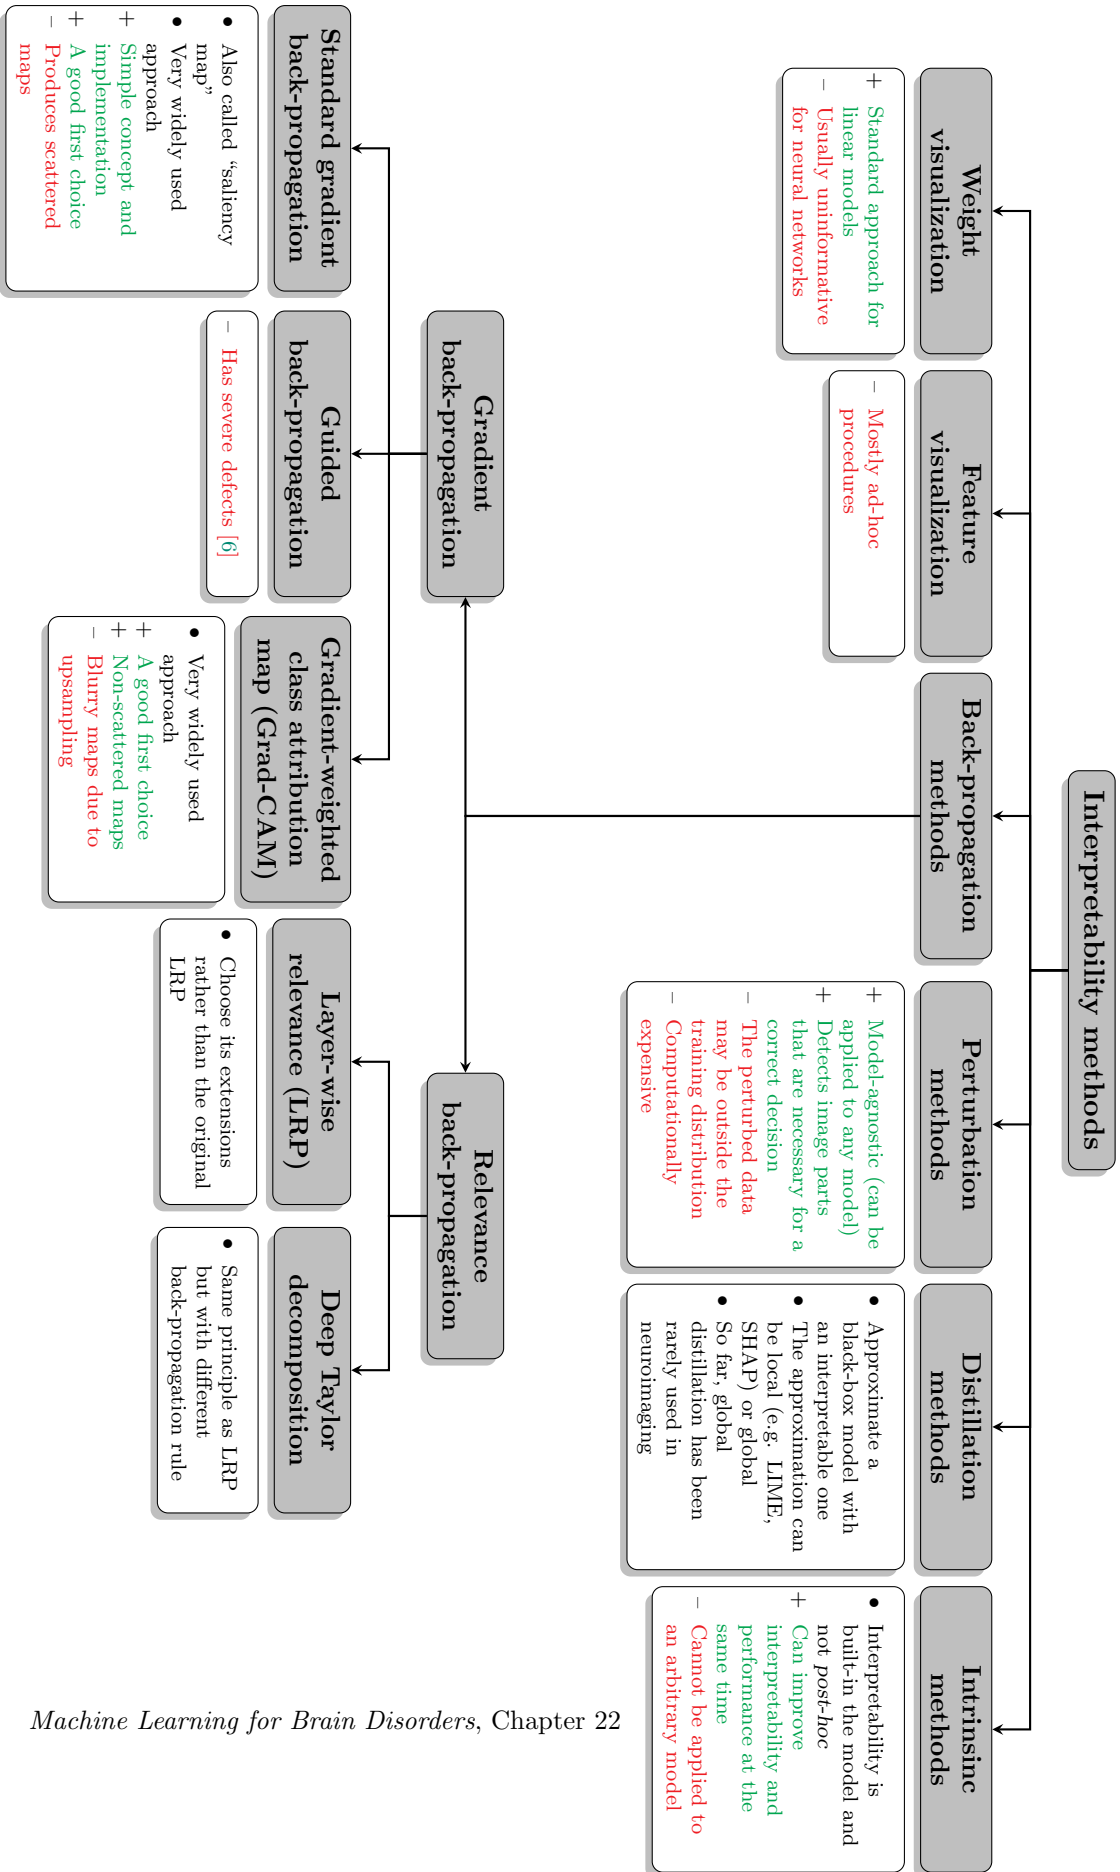 Interpretability methods
Weight
visualization
+ Standard approach for
linear models
− Usually uninformative
for neural networks
Feature
visualization
− Mostly ad-hoc
procedures
Back-propagation
methods
Perturbation
methods
+ Model-agnostic (can be
applied to any model)
+ Detects image parts
that are necessary for a
correct decision
− The perturbed data
may be outside the
training distribution
− Computationally
expensive
Distillation
methods
• Approximate a
black-box model with
an interpretable one
• The approximation can
be local (e.g. LIME,
SHAP) or global
• So far, global
distillation has been
rarely used in
neuroimaging
Intrinsinc
methods
• Interpretability is
built-in the model and
not post-hoc
+ Can improve
interpretability and
performance at the
same time
− Cannot be applied to
an arbitrary model
Gradient
back-propagation
Relevance
back-propagation
Standard gradient
back-propagation
• Also called “saliency
map”
• Very widely used
approach
+ Simple concept and
implementation
+ A good first choice
− Produces scattered
maps
Guided
back-propagation
− Has severe defects [6]
Gradient-weighted
class attribution
map (Grad-CAM)
• Very widely used
approach
+ A good first choice
+ Non-scattered maps
− Blurry maps due to
upsampling
Layer-wise
relevance (LRP)
• Choose its extensions
rather than the original
LRP
Deep Taylor
decomposition
• Same principle as LRP
but with different
back-propagation rule
Machine Learning for Brain Disorders, Chapter 22